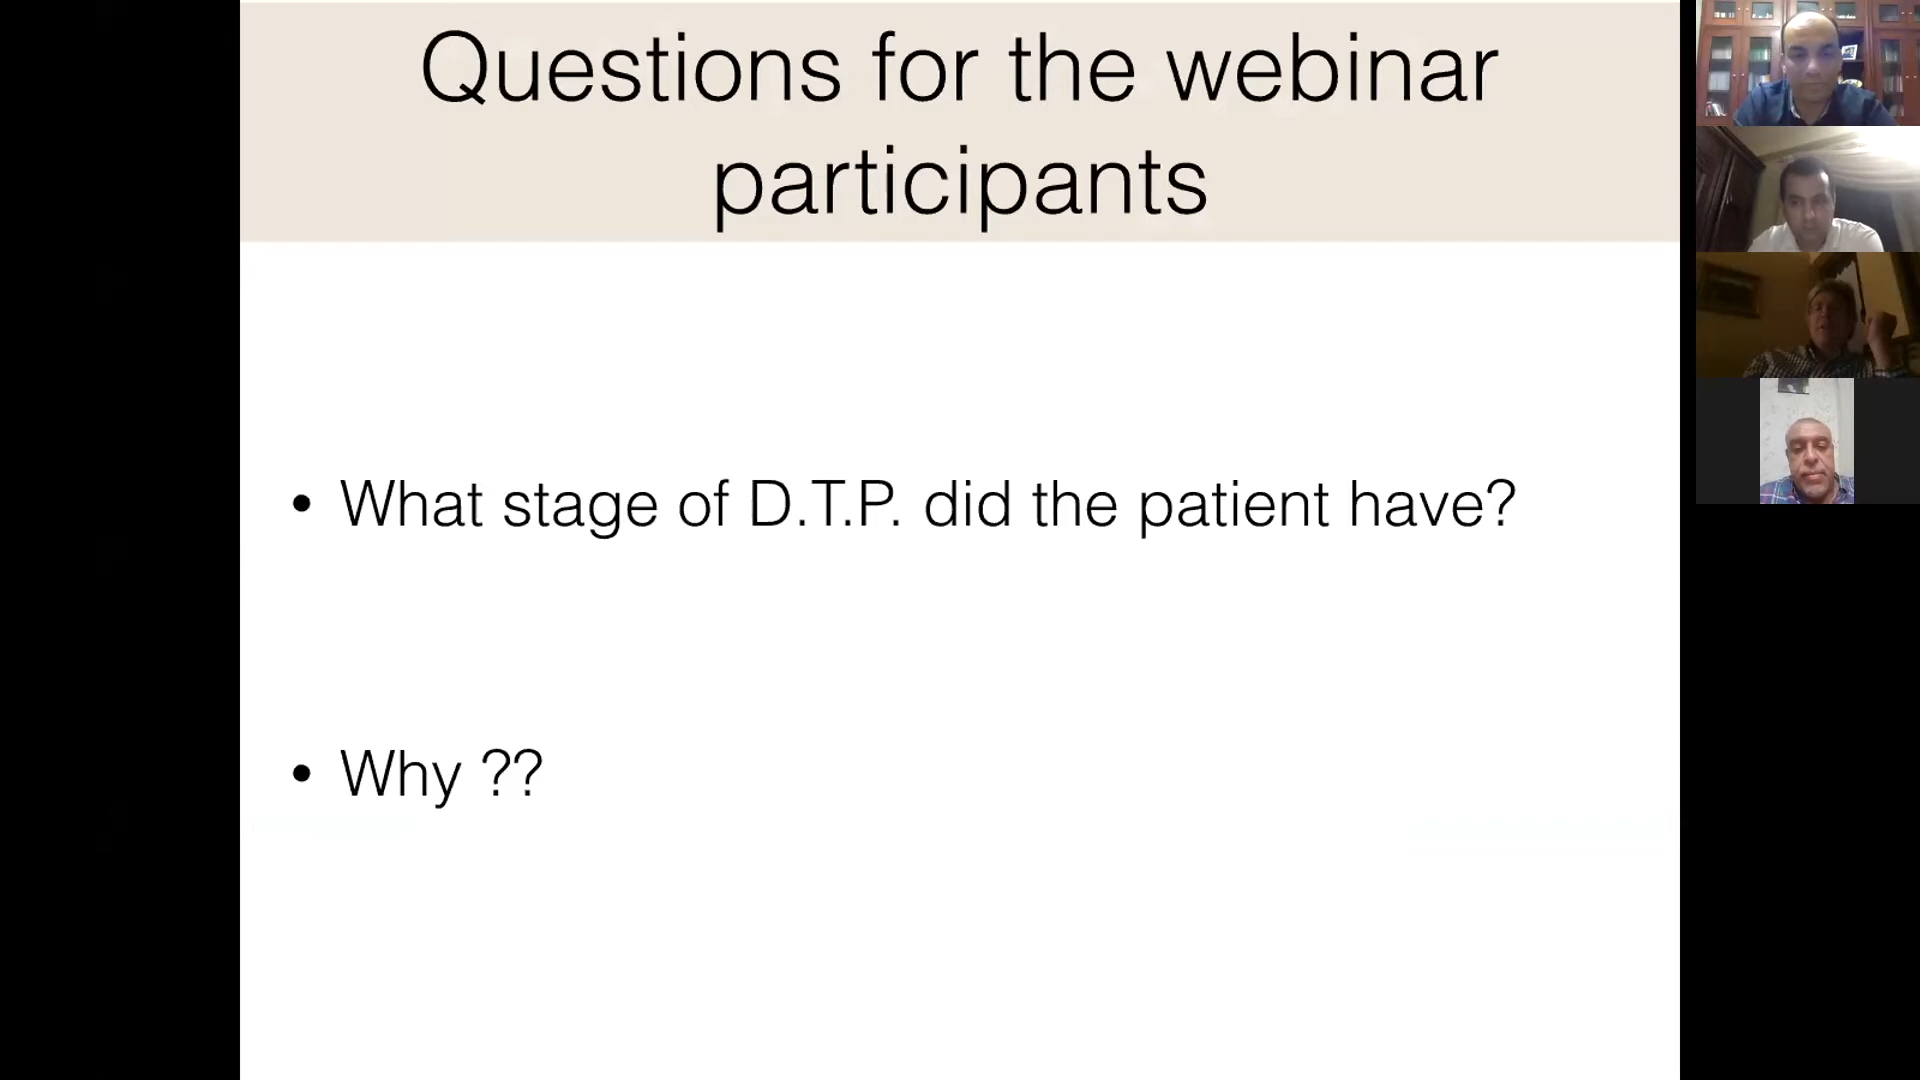 Questions for the webinar
participants
• What stage of D.T.P. did the patient have?
• Why ??